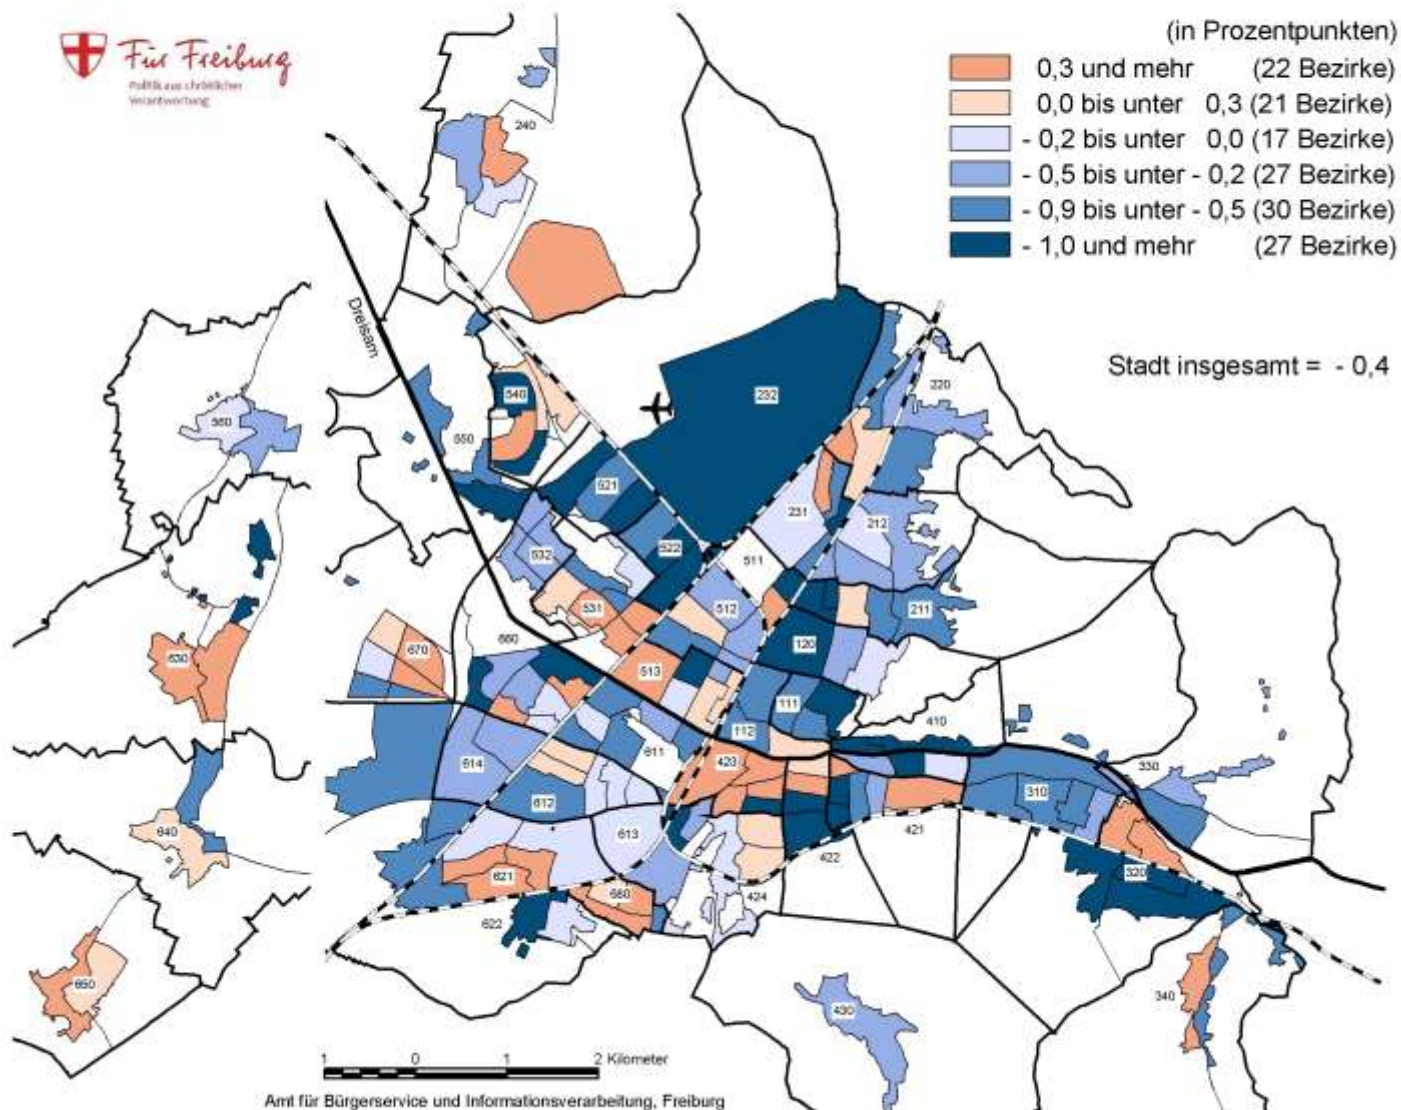 Für Freiburg
Politik aus christlicher
Verantwortung
(in Prozentpunkten)
0,3 und mehr (22 Bezirke)
0,0 bis unter 0,3 (21 Bezirke)
- 0,2 bis unter 0,0 (17 Bezirke)
- 0,5 bis unter - 0,2 (27 Bezirke)
- 0,9 bis unter - 0,5 (30 Bezirke)
- 1,0 und mehr (27 Bezirke)
Stadt insgesamt = - 0,4
Dreisam
240
232
220
540
550
560
521
231
212
522
532
511
512
531
211
120
660
670
513
630
111
112
410
611
423
614
330
310
612
613
640
421
422
621
680
424
320
622
650
430
340
1 0 1 2 Kilometer
Amt für Bürgerservice und Informationsverarbeitung, Freiburg